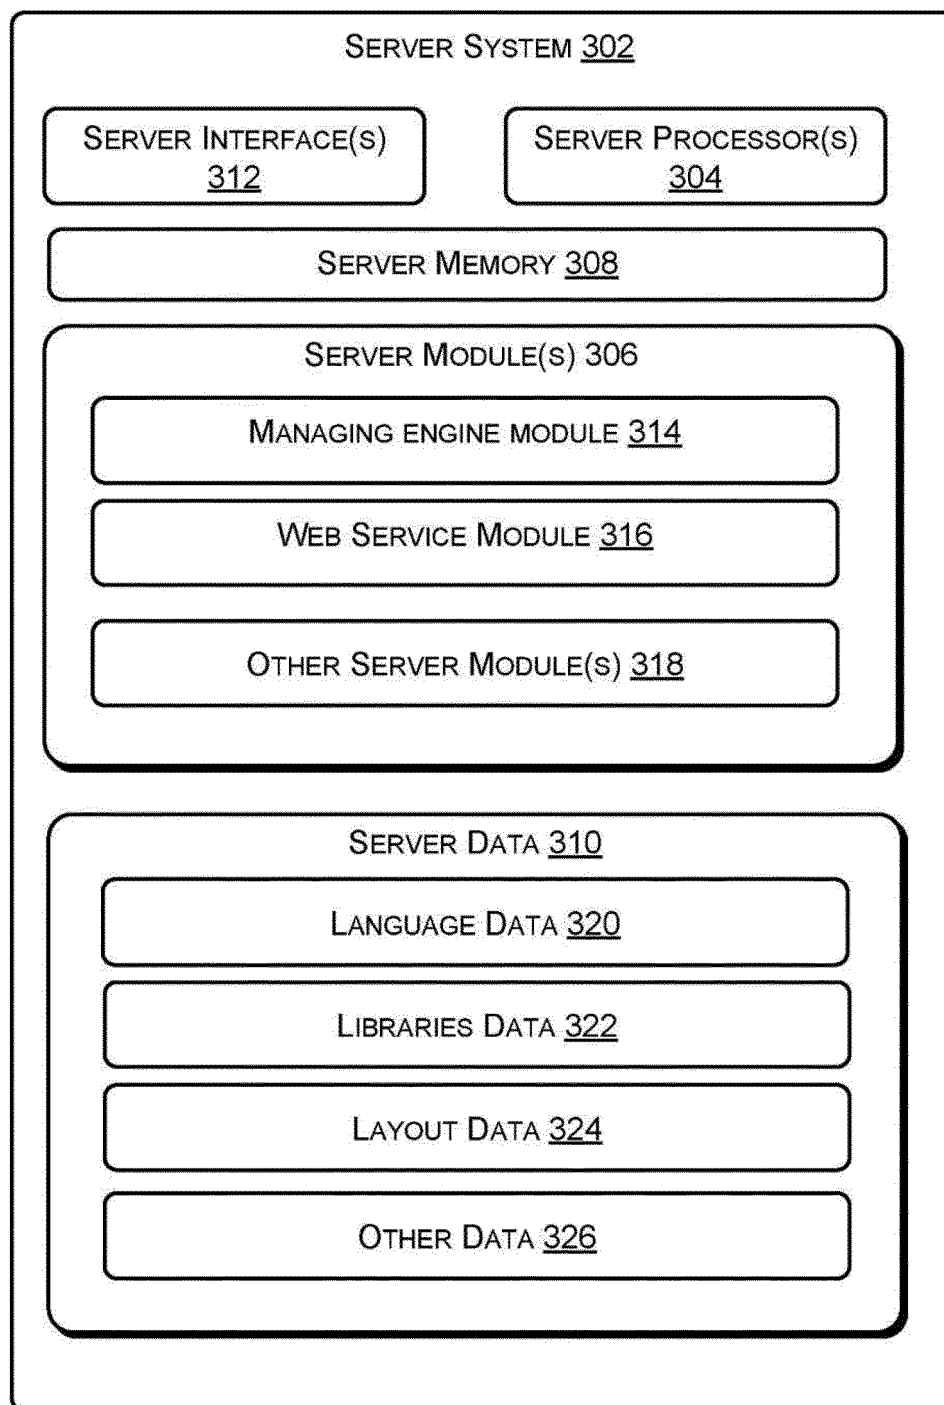 SERVER SYSTEM 302
SERVER INTERFACE(S)
312
SERVER PROCESSOR(S)
304
SERVER MEMORY 308
SERVER MODULE(S) 306
MANAGING ENGINE MODULE 314
WEB SERVICE MODULE 316
OTHER SERVER MODULE(S) 318
SERVER DATA 310
LANGUAGE DATA 320
LIBRARIES DATA 322
LAYOUT DATA 324
OTHER DATA 326